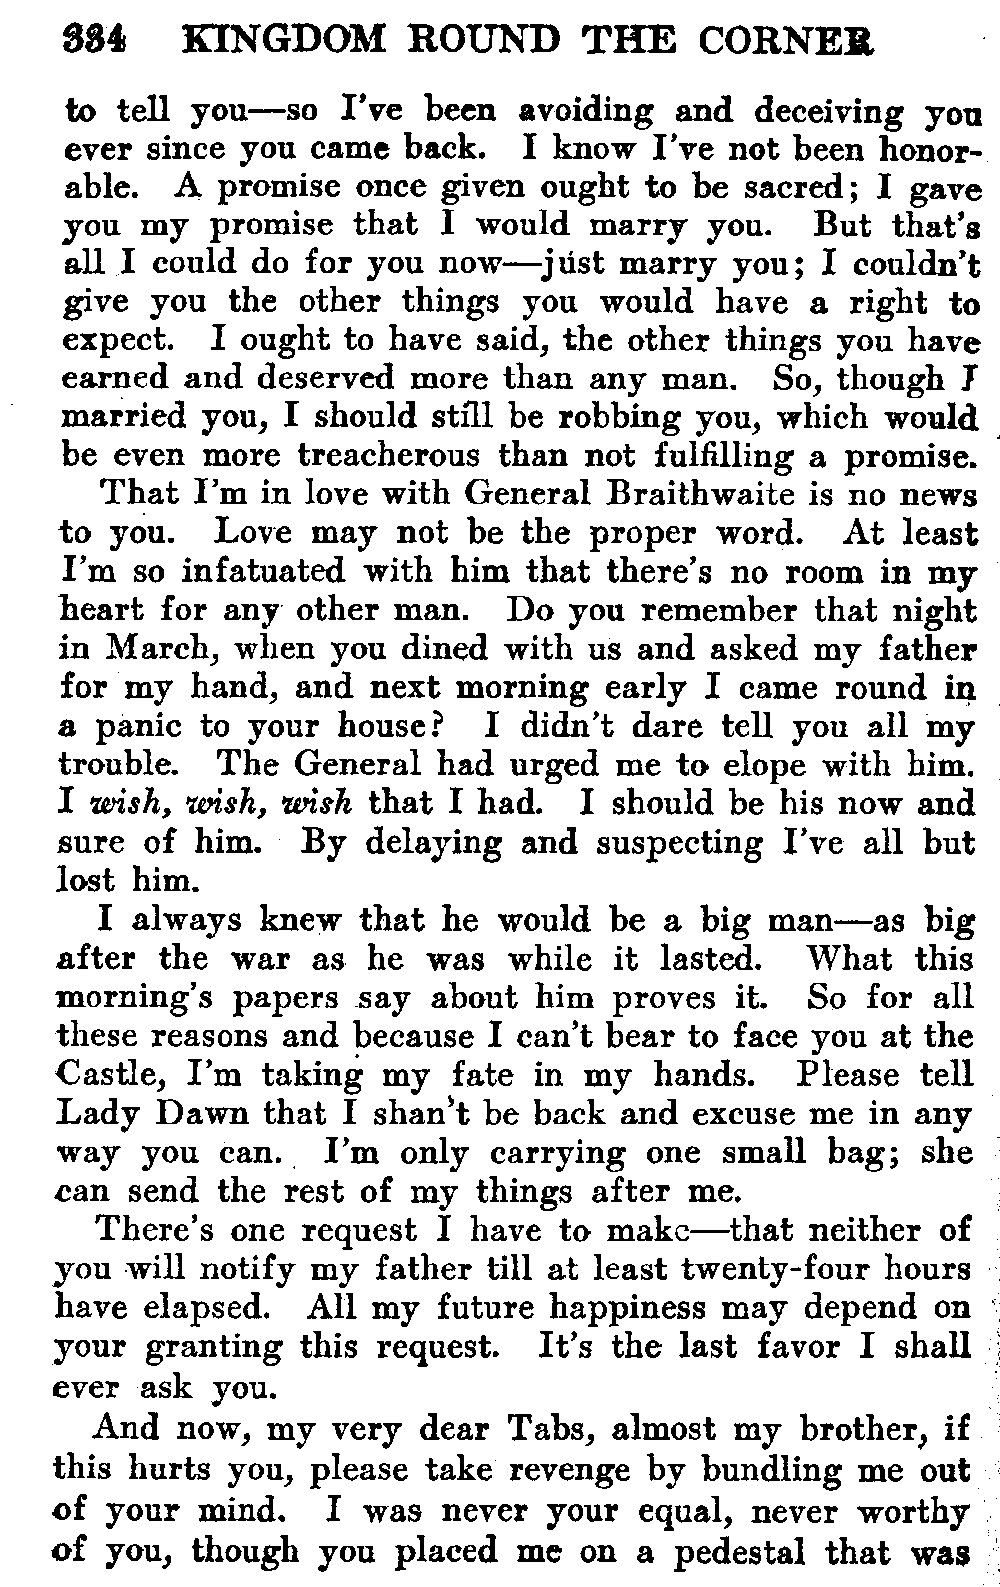 334 KINGDOM ROUND THE CORNER
to tell you—so I've been avoiding and deceiving you
ever since you came back. I know I've not been honor-
able. A promise once given ought to be sacred; I gave
you my promise that I would marry you. But that's
all I could do for you now—just marry you; I couldn't
give you the other things you would have a right to
expect. I ought to have said, the other things you have
earned and deserved more than any man. So, though I
married you, I should still be robbing you, which would
be even more treacherous than not fulfilling a promise.
That I'm in love with General Braithwaite is no news
to you. Love may not be the proper word. At least
I'm so infatuated with him that there's no room in my
heart for any other man. Do you remember that night
in March, when you dined with us and asked my father
for my hand, and next morning early I came round in
a panic to your house? I didn't dare tell you all my
trouble. The General had urged me to elope with him.
I wish, wish, wish that I had. I should be his now and
sure of him. By delaying and suspecting I've all but
lost him.
I always knew that he would be a big man—as big
after the war as he was while it lasted. What this
morning's papers say about him proves it. So for all
these reasons and because I can't bear to face you at the
Castle, I'm taking my fate in my hands. Please tell
Lady Dawn that I shan't be back and excuse me in any
way you can. I'm only carrying one small bag; she
can send the rest of my things after me.
There's one request I have to make—that neither of
you will notify my father till at least twenty-four hours
have elapsed. All my future happiness may depend on
your granting this request. It's the last favor I shall
ever ask you.
And now, my very dear Tabs, almost my brother, if
this hurts you, please take revenge by bundling me out
of your mind. I was never your equal, never worthy
of you, though you placed me on a pedestal that was